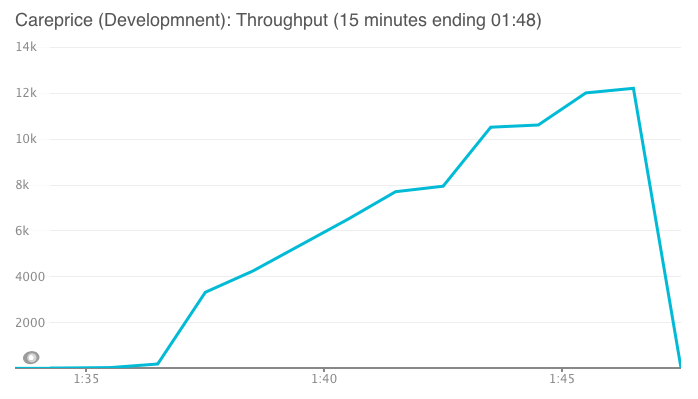 Careprice (Developmnent): Throughput (15 minutes ending 01:48)
14k
12k
10k
8k
6k
4000
2000
1:35 1:40 1:45